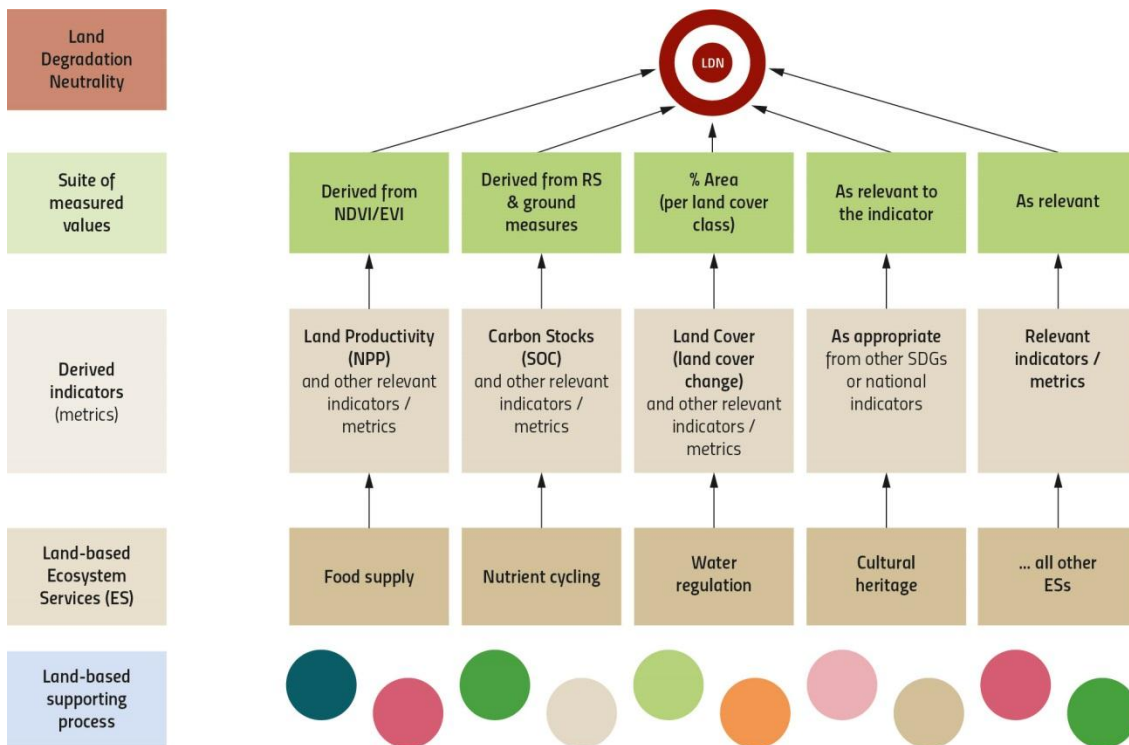 Land
Degradation
Neutrality
LDN
Suite of
measured
values
Derived from
NDVI/EVI
Derived from RS
& ground
measures
% Area
(per land cover
class)
As relevant to
the indicator
As relevant
Derived
indicators
(metrics)
Land Productivity
(NPP)
and other relevant
indicators /
metrics
Carbon Stocks
(SOC)
and other relevant
indicators /
metrics
Land Cover
(land cover
change)
and other relevant
indicators /
metrics
As appropriate
from other SDGs
or national
indicators
Relevant
indicators /
metrics
Land-based
Ecosystem
Services (ES)
Food supply
Nutrient cycling
Water
regulation
Cultural
heritage
... all other
ESs
Land-based
supporting
process